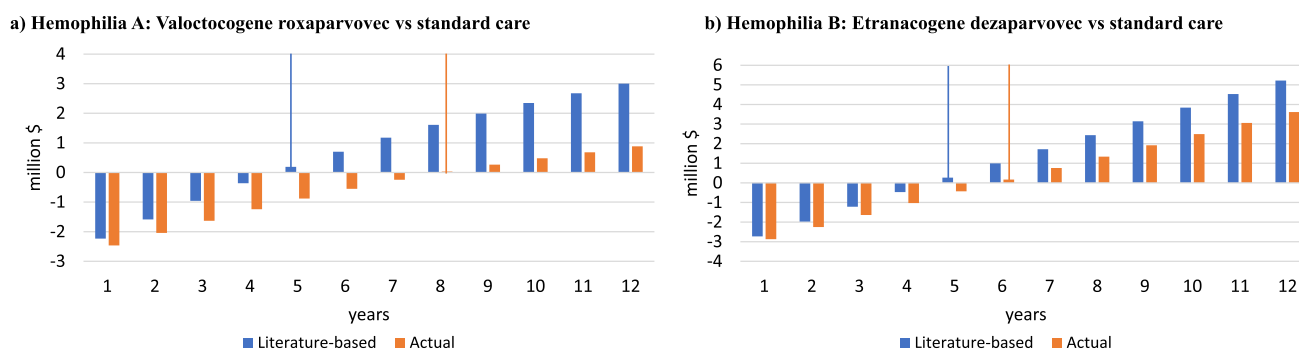 a) Hemophilia A: Valoctocogene roxaparvovec vs standard care
4
3
2
1
0
-1
-2
-3
million $
1 2 3 4 5 6 7 8 9 10 11 12
years
Literature-based Actual
b) Hemophilia B: Etranacogene dezaparvovec vs standard care
6
5
4
3
2
1
0
-1
-2
-3
-4
million $
1 2 3 4 5 6 7 8 9 10 11 12
years
Literature-based Actual